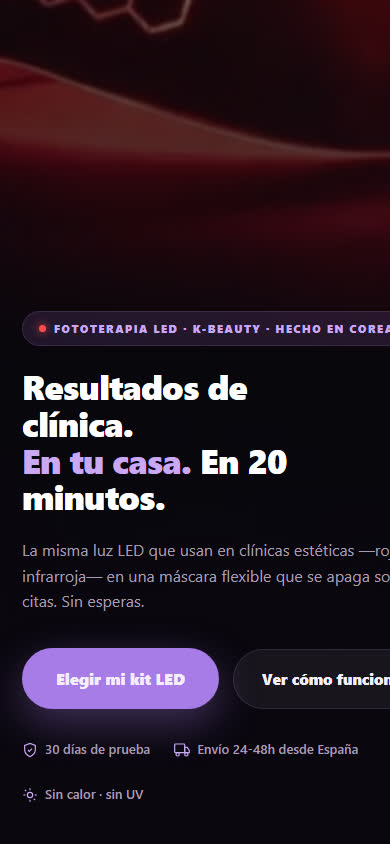 FOTOTERAPIA LED · K-BEAUTY · HECHO EN COREA
Resultados de
clínica.
En tu casa. En 20
minutos.
La misma luz LED que usan en clínicas estéticas —ro
infrarroja— en una máscara flexible que se apaga so
citas. Sin esperas.
Elegir mi kit LED
Ver cómo funcion
30 días de prueba
Envío 24-48h desde España
Sin calor · sin UV